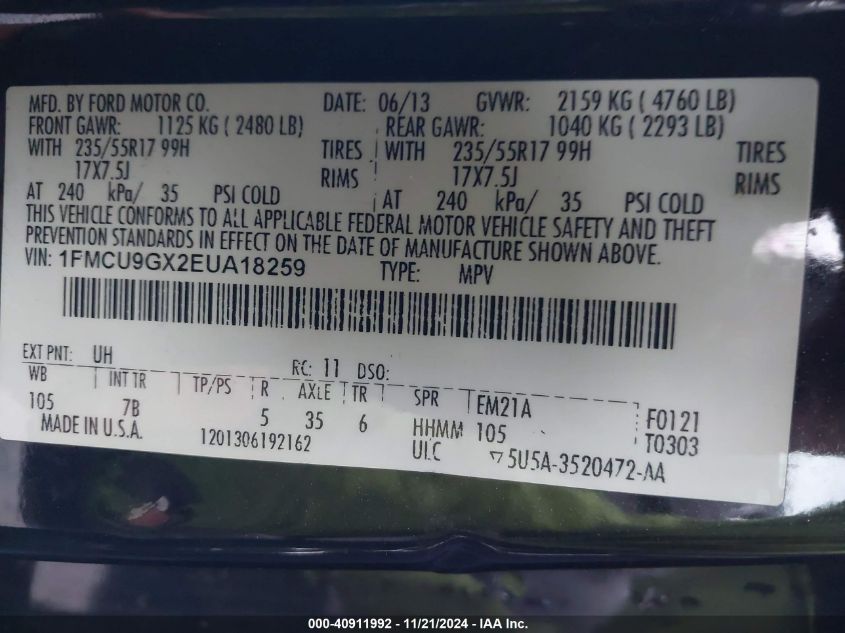 MFD. BY FORD MOTOR CO. DATE: 06/13 GVWR: 2159 KG ( 4760 LB)
FRONT GAWR: 1125 KG ( 2480 LB) REAR GAWR: 1040 KG ( 2293 LB)
WITH 235/55R17 99H TIRES WITH 235/55R17 99H TIRES
17X7.5J RIMS 17X7.5J RIMS
AT 240 kPa/ 35 PSI COLD AT 240 kPa/ 35 PSI COLD
THIS VEHICLE CONFORMS TO ALL APPLICABLE FEDERAL MOTOR VEHICLE SAFETY AND THEFT
PREVENTION STANDARDS IN EFFECT ON THE DATE OF MANUFACTURE SHOWN ABOVE.
VIN: 1FMCU9GX2EUA18259 TYPE: MPV
EXT PNT: UH RC: 11 DSO:
WB INT TR TP/PS R AXLE TR SPR EM21A F0121
105 7B 5 35 6 HHMM 105 T0303
MADE IN U.S.A. 1201306192162 ULC ▽5U5A-3520472-AA
000-40911992 - 11/21/2024 - IAA Inc.